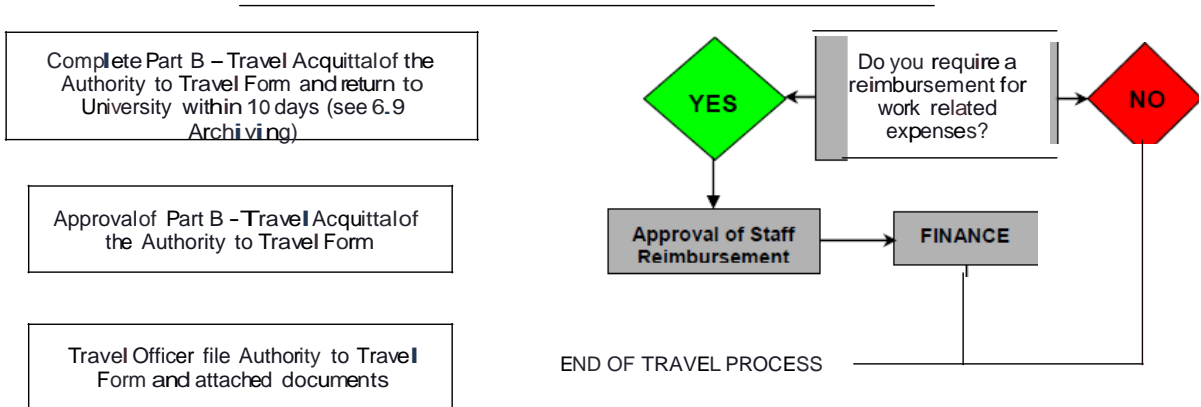 Complete Part B – Travel Acquittal of the
Authority to Travel Form and return to
University within 10 days (see 6.9
Archiving)
Approval of Part B – Travel Acquittal of
the Authority to Travel Form
Travel Officer file Authority to Travel
Form and attached documents
Do you require a
reimbursement for
work related
expenses?
YES
NO
Approval of Staff
Reimbursement
FINANCE
END OF TRAVEL PROCESS